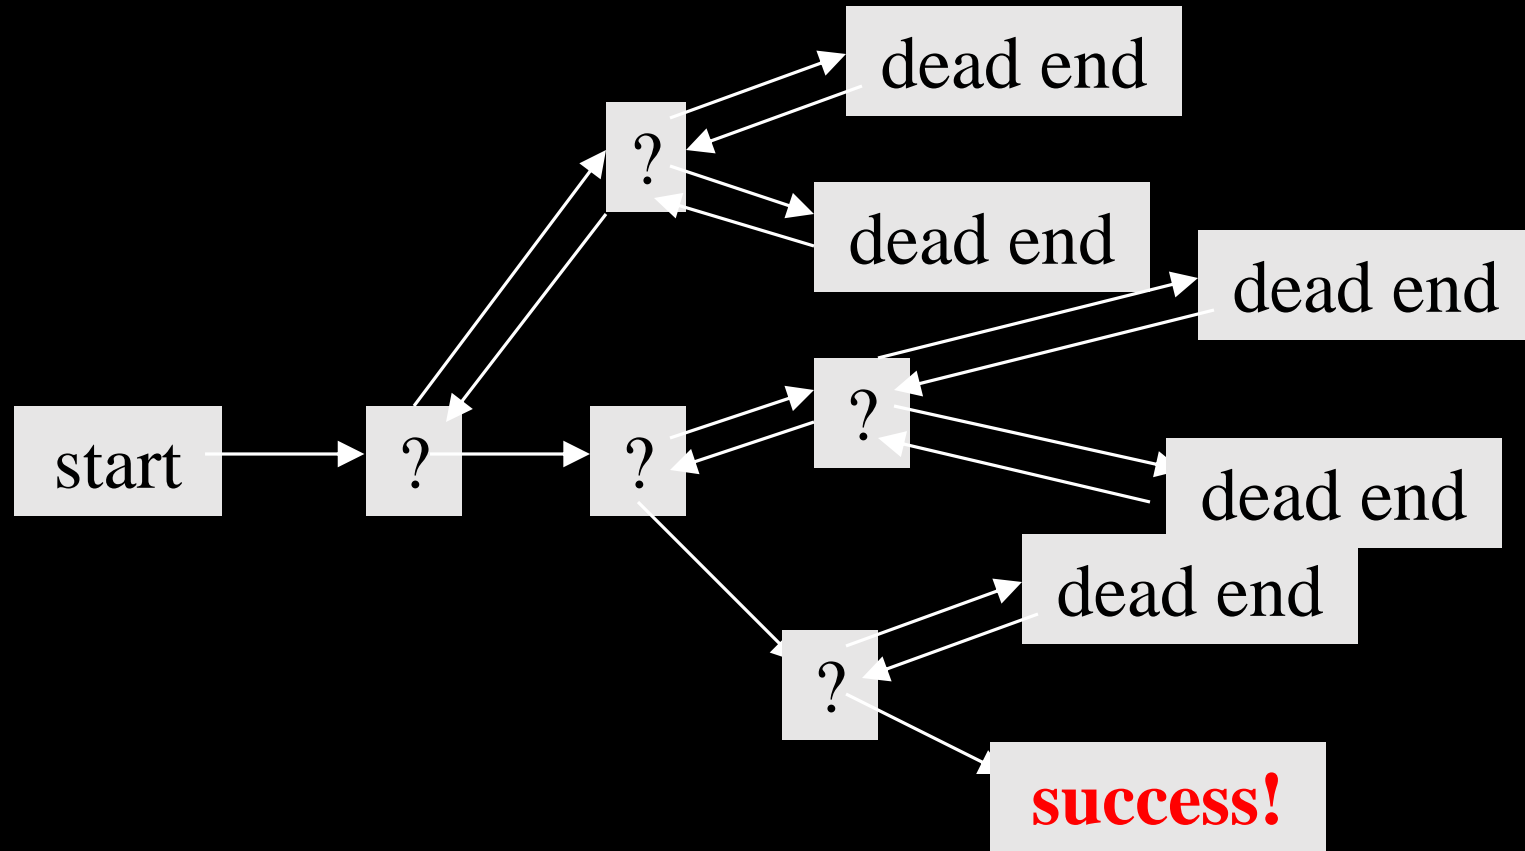 dead end
?
dead end
dead end
?
start
?
?
dead end
dead end
?
success!